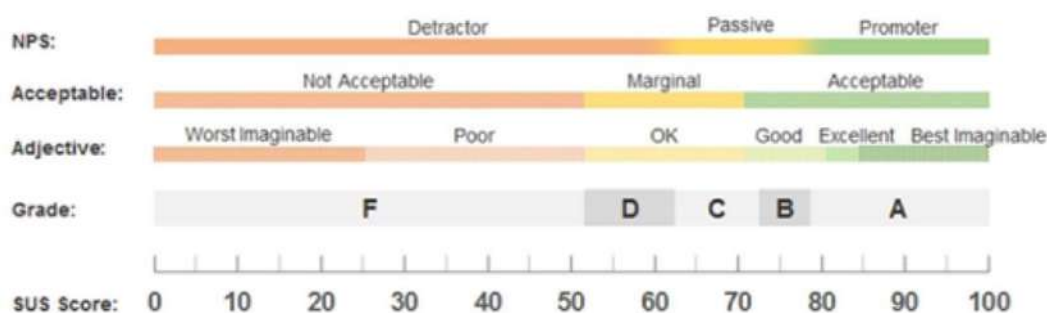 NPS: Detractor Passive Promoter
Acceptable: Not Acceptable Marginal Acceptable
Adjective: Worst Imaginable Poor OK Good Excellent Best Imaginable
Grade: F D C B A
SUS Score: 0 10 20 30 40 50 60 70 80 90 100